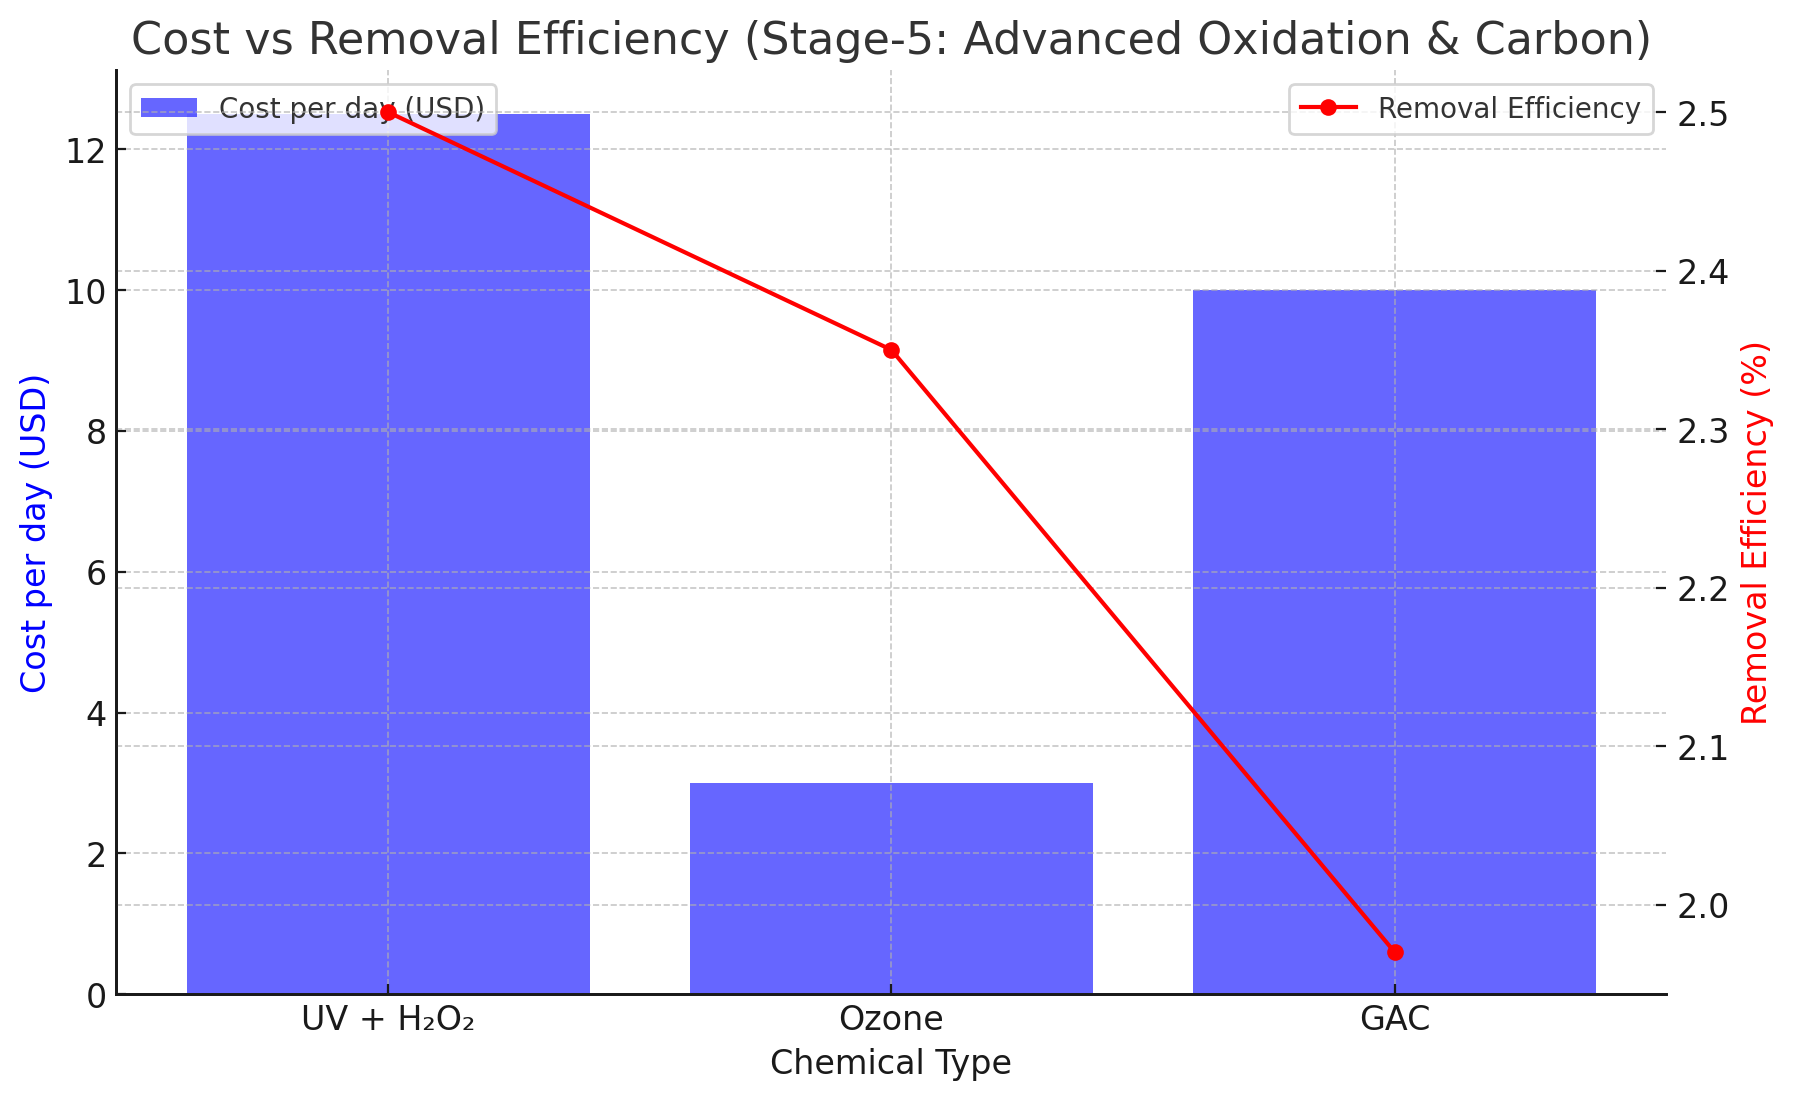 Cost vs Removal Efficiency (Stage-5: Advanced Oxidation & Carbon)
Cost per day (USD)
Removal Efficiency
12
10
8
6
4
2
0
Cost per day (USD)
2.5
2.4
2.3
2.2
2.1
2.0
Removal Efficiency (%)
UV + H₂O₂
Ozone
GAC
Chemical Type